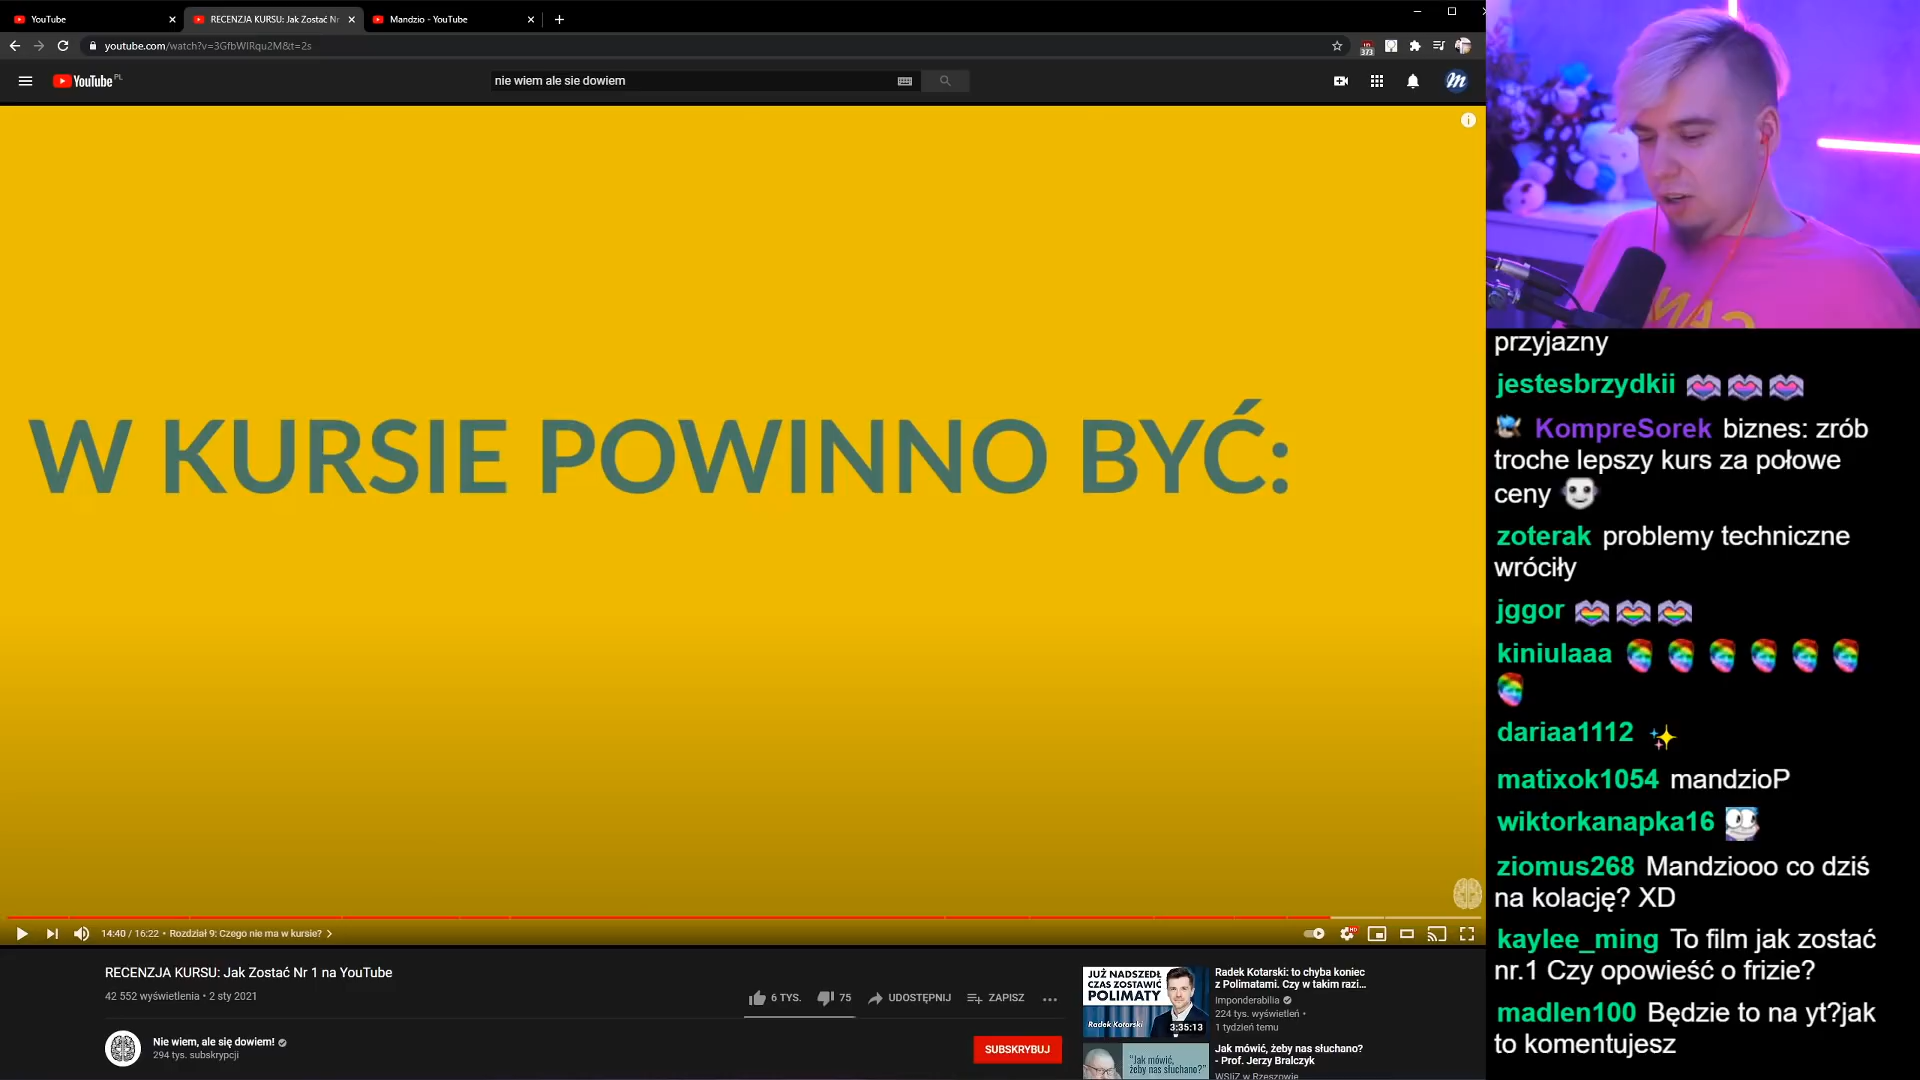 YouTube
RECENZJA KURSU: Jak Zostać Nr
Mandzio - YouTube
youtube.com/watch?v=3GfbWlRqu2M&t=2s
373
YouTube PL
nie wiem ale sie dowiem
W KURSIE POWINNO BYĆ:
14:40 / 16:22 • Rozdział 9: Czego nie ma w kursie?
HD
RECENZJA KURSU: Jak Zostać Nr 1 na YouTube
42 552 wyświetlenia • 2 sty 2021
6 TYS.
75
UDOSTĘPNIJ
ZAPISZ
Nie wiem, ale się dowiem!
294 tys. subskrypcji
SUBSKRYBUJ
JUŻ NADSZEDŁ
CZAS ZOSTAWIĆ
POLIMATY
Radek Kotarski
3:35:13
Radek Kotarski: to chyba koniec
z Polimatami. Czy w takim razi...
Imponderabilia
224 tys. wyświetleń •
1 tydzień temu
"Jak mówić,
żeby nas słuchano?"
Jak mówić, żeby nas słuchano?
- Prof. Jerzy Bralczyk
WSIiZ w Rzeszowie
przyjazny
jestesbrzydkii
KompreSorek biznes: zrób
troche lepszy kurs za połowe
ceny
zoterak problemy techniczne
wróciły
jggor
kiniulaaa
dariaa1112
matixok1054 mandzioP
wiktorkanapka16
ziomus268 Mandziooo co dziś
na kolację? XD
kaylee_ming To film jak zostać
nr.1 Czy opowieść o frizie?
madlen100 Będzie to na yt?jak
to komentujesz